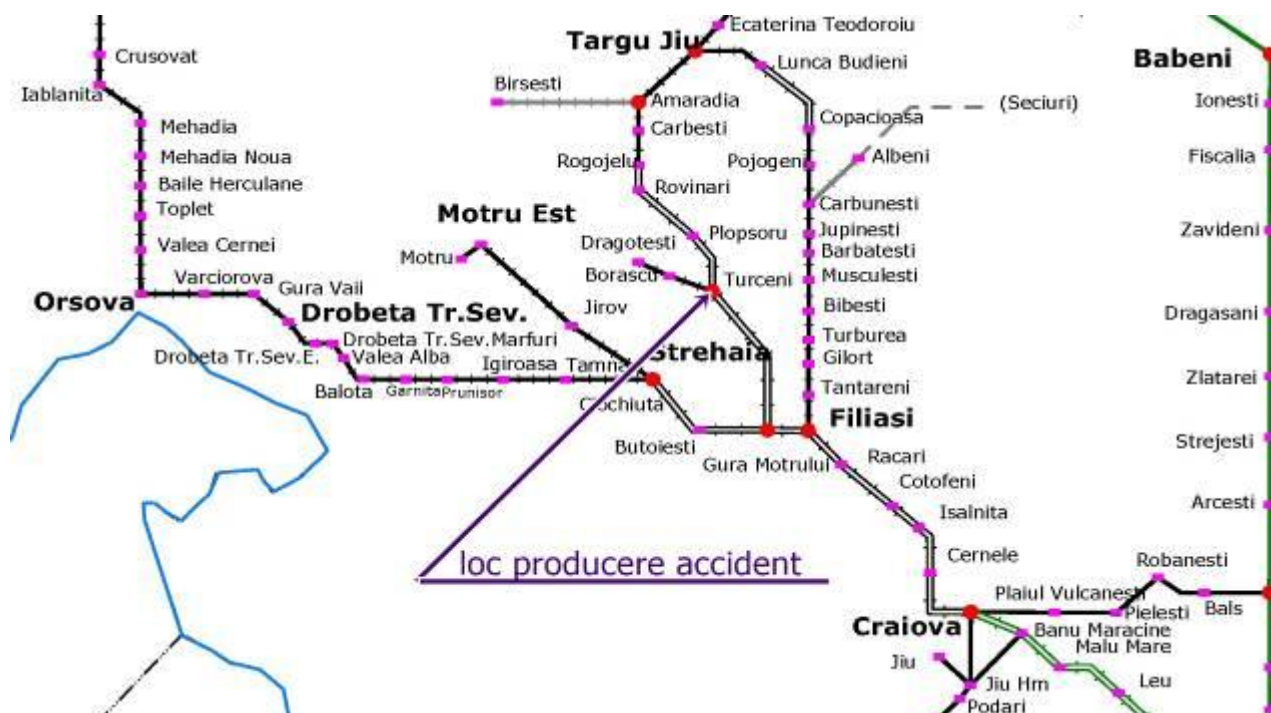 Ecaterina Teodoroiu
Targu Jiu
Crusovat
Lunca Budieni
Babeni
Birsesti
Iablanita
Amaradia
Ionesti
(Seciuri)
Copacioasa
Mehadia
Carbesti
Mehadia Noua
Rogojelu
Pojogeni
Albeni
Fiscalia
Baile Herculane
Rovinari
Toplet
Carbunesti
Motru Est
Plopsoru
Jupinesti
Zavideni
Valea Cernei
Dragotesti
Barbatesti
Motru
Borascu
Turceni
Musculesti
Varciorova
Gura Vaii
Orsova
Jirov
Bibesti
Dragasani
Drobeta Tr.Sev.
Turburea
Drobeta Tr.Sev.Marfuri
Strehaia
Drobeta Tr.Sev.E.
Valea Alba
Igiroasa
Tamna
Gilort
Zlatarei
Balota
Garnita
Prunisor
Ciochiuta
Tantareni
Filiasi
Butoiesti
Gura Motrului
Racari
Strejesti
Cotofeni
Isalnita
Arcesti
loc producere accident
Cernele
Robanesti
Plaiul Vulcanesti
Pielesti
Bals
Craiova
Banu Maracine
Malu Mare
Jiu
Jiu Hm
Leu
Podari